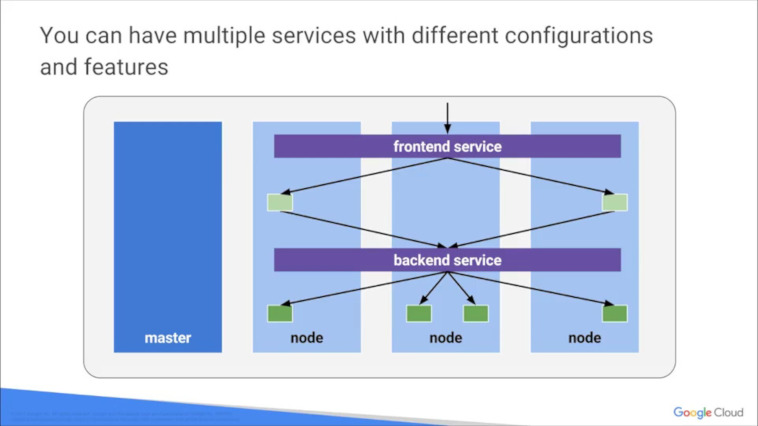 You can have multiple services with different configurations
and features
frontend service
backend service
master
node
node
node
Google Cloud